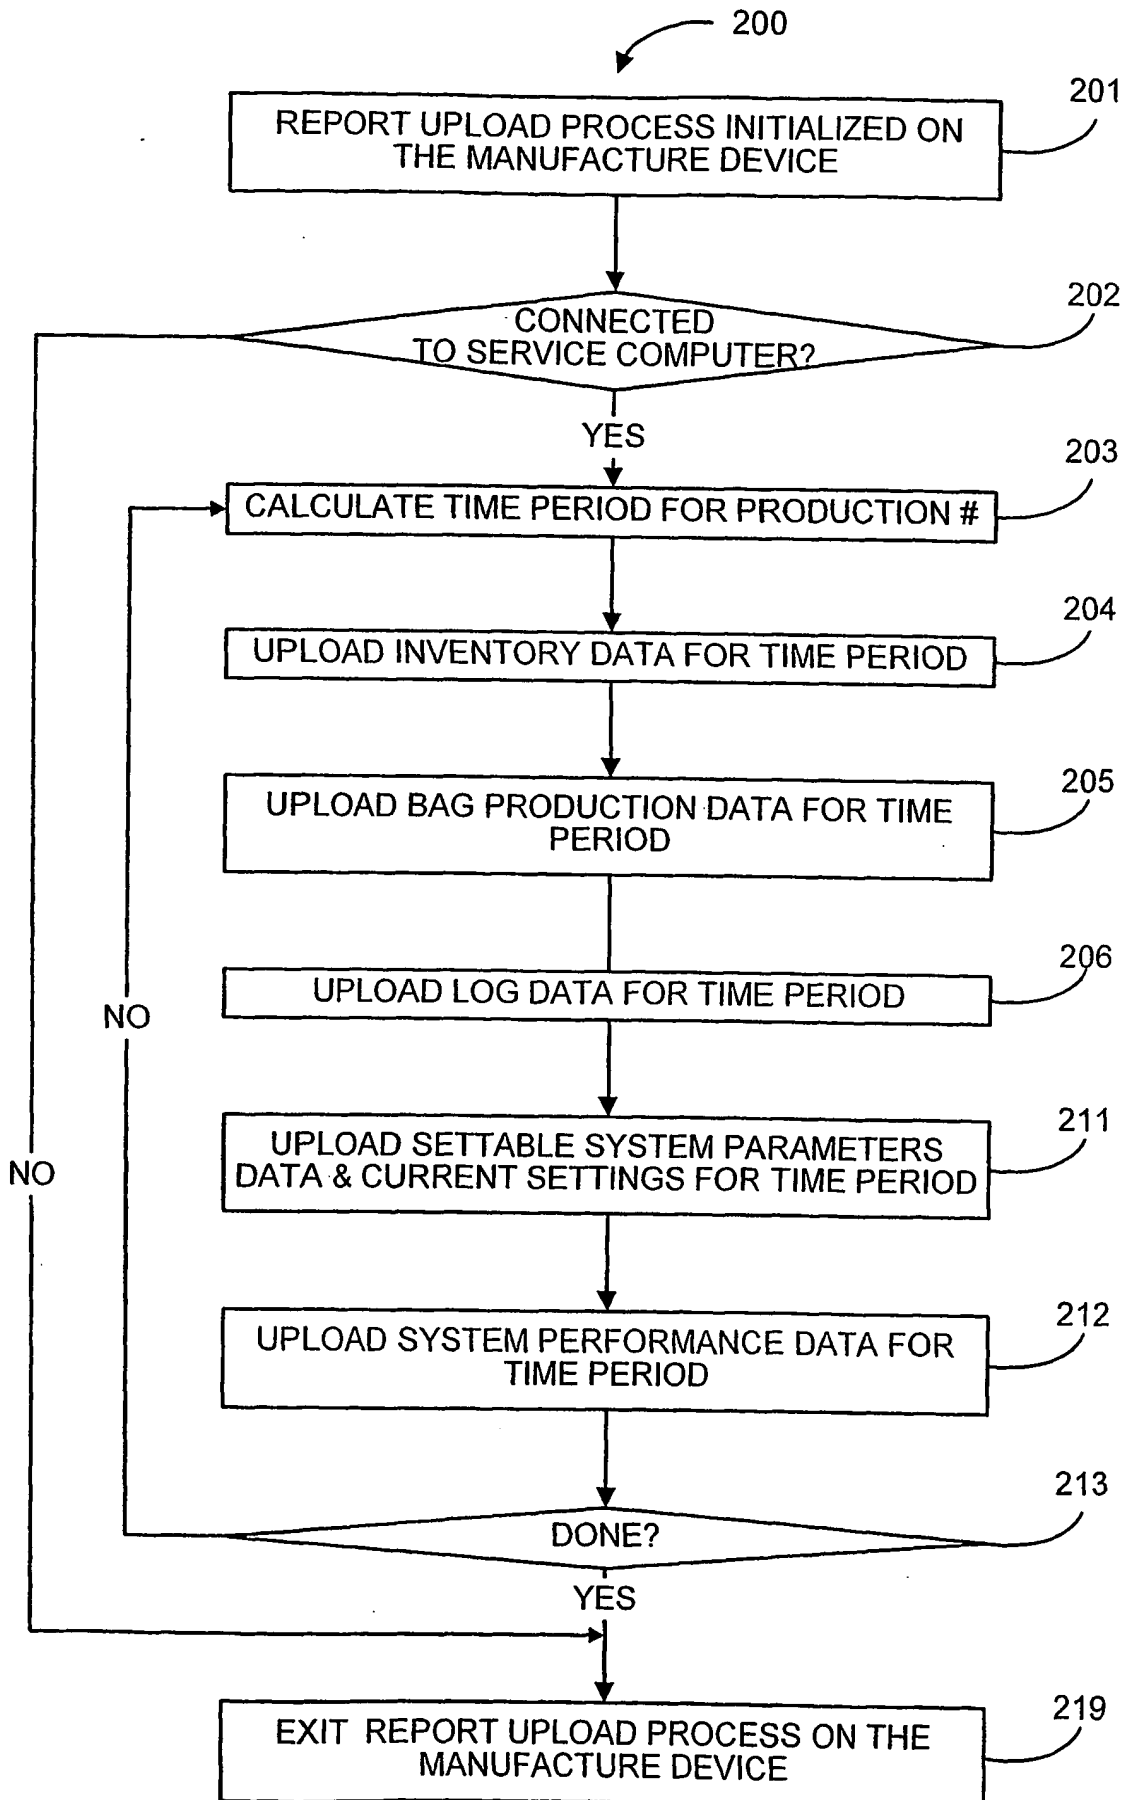 200
201
REPORT UPLOAD PROCESS INITIALIZED ON
THE MANUFACTURE DEVICE
202
CONNECTED
TO SERVICE COMPUTER?
YES
203
CALCULATE TIME PERIOD FOR PRODUCTION #
204
UPLOAD INVENTORY DATA FOR TIME PERIOD
205
UPLOAD BAG PRODUCTION DATA FOR TIME
PERIOD
206
UPLOAD LOG DATA FOR TIME PERIOD
NO
211
UPLOAD SETTABLE SYSTEM PARAMETERS
DATA & CURRENT SETTINGS FOR TIME PERIOD
NO
212
UPLOAD SYSTEM PERFORMANCE DATA FOR
TIME PERIOD
213
DONE?
YES
219
EXIT REPORT UPLOAD PROCESS ON THE
MANUFACTURE DEVICE